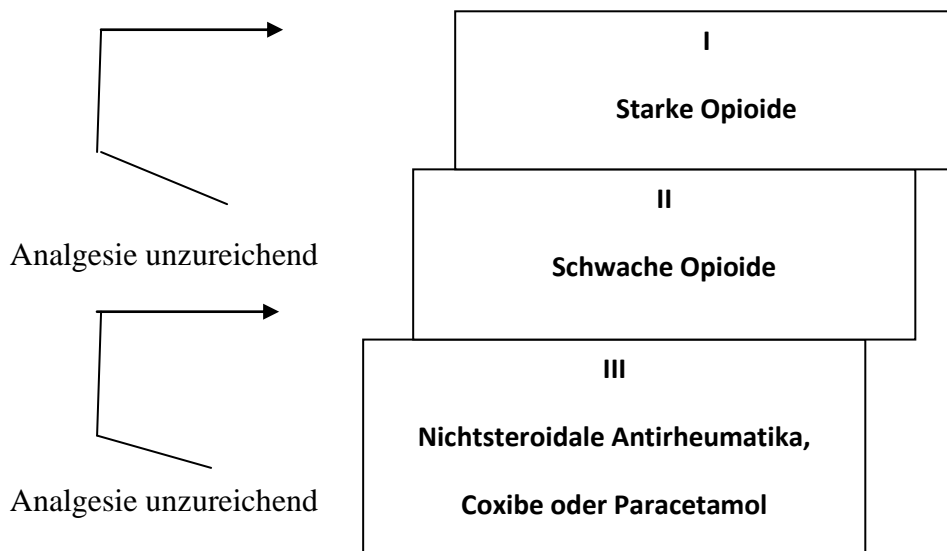 I
Starke Opioide
Analgesie unzureichend
II
Schwache Opioide
Analgesie unzureichend
III
Nichtsteroidale Antirheumatika,
Coxibe oder Paracetamol